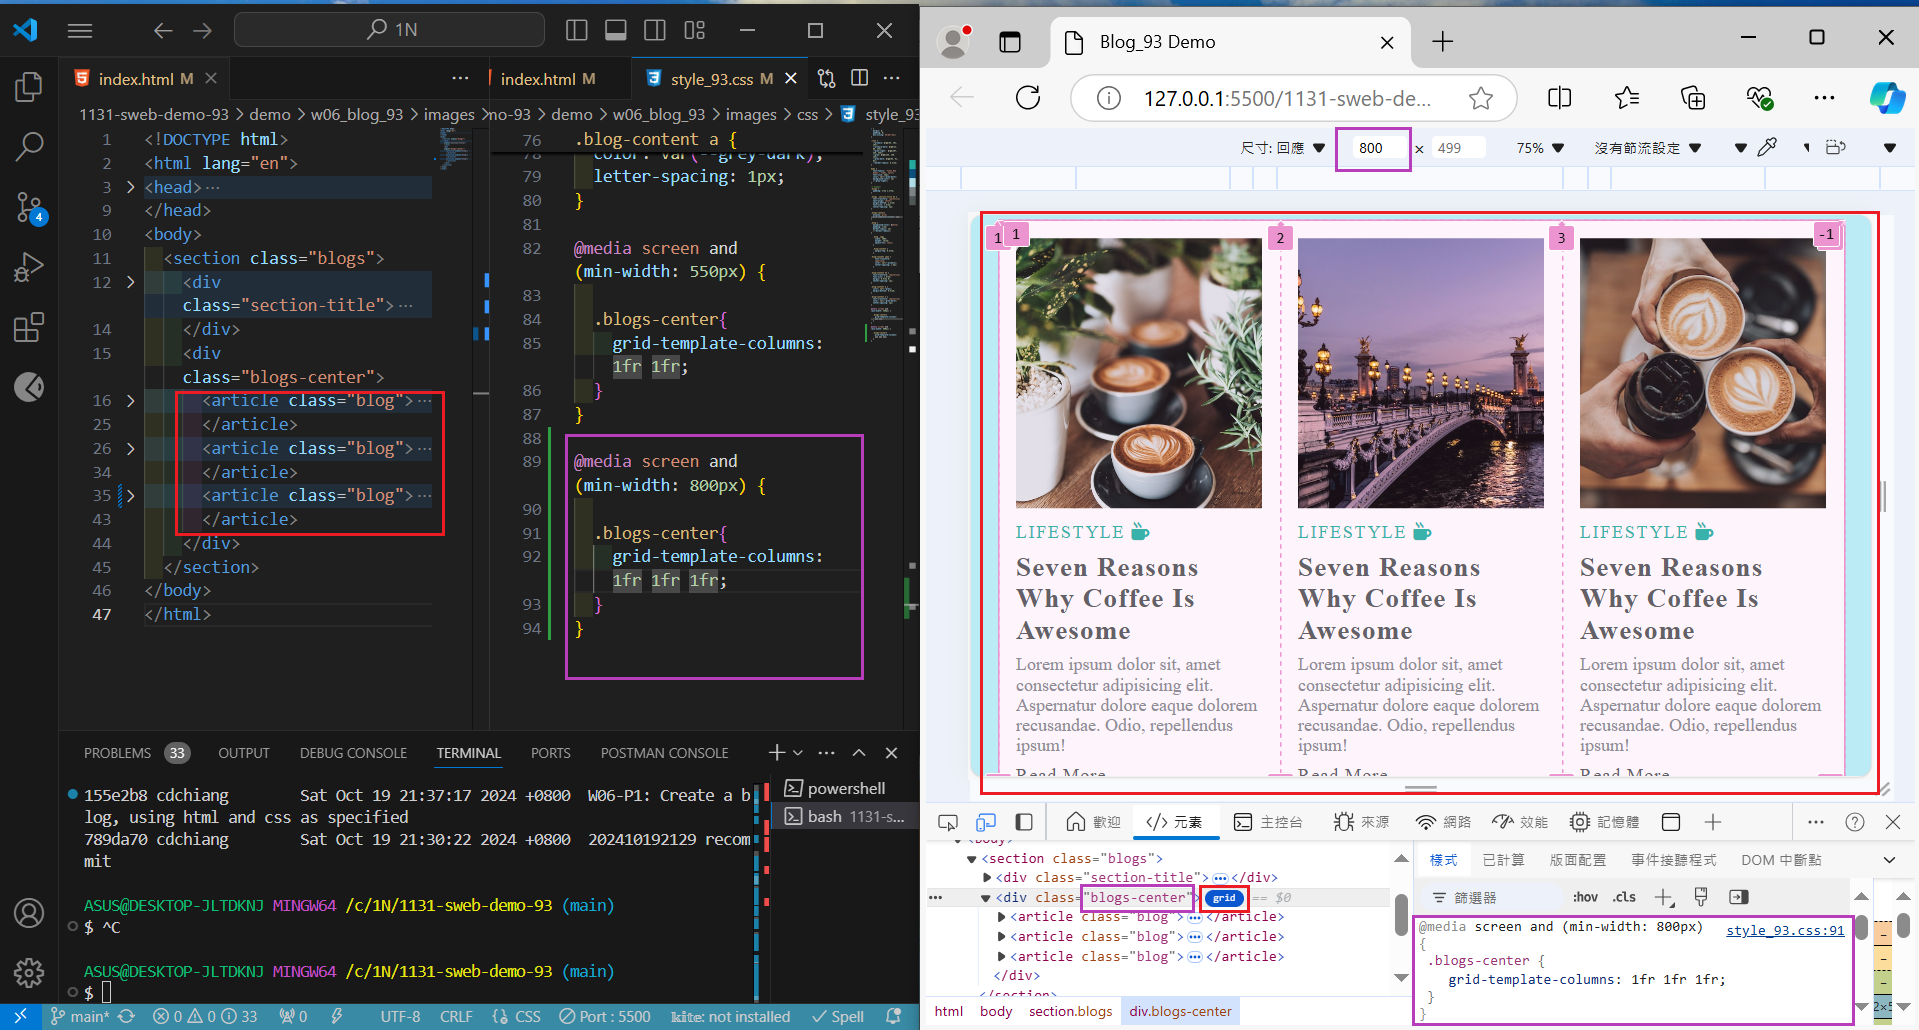 1N
index.html M
index.html M
style_93.css M
1131-sweb-demo-93 > demo > w06_blog_93 > images >
mo-93 > demo > w06_blog_93 > images > css > style_93
1 <!DOCTYPE html>
2 <html lang="en">
3 <head> ···
9 </head>
10 <body>
11 <section class="blogs">
12 <div
class="section-title"> ···
14 </div>
15 <div
class="blogs-center">
16 <article class="blog"> ···
25 </article>
26 <article class="blog"> ···
34 </article>
35 <article class="blog"> ···
43 </article>
44 </div>
45 </section>
46 </body>
47 </html>
76 .blog-content a {
78 color: var(--grey-dark);
79 letter-spacing: 1px;
80 }
81
82 @media screen and
(min-width: 550px) {
83
84 .blogs-center{
85 grid-template-columns:
1fr 1fr;
86 }
87 }
88
89 @media screen and
(min-width: 800px) {
90
91 .blogs-center{
92 grid-template-columns:
1fr 1fr 1fr;
93 }
94 }
PROBLEMS 33 OUTPUT DEBUG CONSOLE TERMINAL PORTS POSTMAN CONSOLE
155e2b8 cdchiang Sat Oct 19 21:37:17 2024 +0800 W06-P1: Create a b
log, using html and css as specified
789da70 cdchiang Sat Oct 19 21:30:22 2024 +0800 202410192129 recom
mit
ASUS@DESKTOP-JLTDKNJ MINGW64 /c/1N/1131-sweb-demo-93 (main)
$ ^C
ASUS@DESKTOP-JLTDKNJ MINGW64 /c/1N/1131-sweb-demo-93 (main)
$
powershell
bash 1131-s...
4
main* 0 0 33 0 UTF-8 CRLF CSS Port : 5500 kite: not installed Spell
Blog_93 Demo
127.0.0.1:5500/1131-sweb-de...
尺寸: 回應 800 × 499 75% 沒有節流設定
1 1 2 3 -1
LIFESTYLE
Seven Reasons
Why Coffee Is
Awesome
Lorem ipsum dolor sit, amet
consectetur adipisicing elit.
Aspernatur dolore eaque dolorem
recusandae. Odio, repellendus
ipsum!
Read More
LIFESTYLE
Seven Reasons
Why Coffee Is
Awesome
Lorem ipsum dolor sit, amet
consectetur adipisicing elit.
Aspernatur dolore eaque dolorem
recusandae. Odio, repellendus
ipsum!
Read More
LIFESTYLE
Seven Reasons
Why Coffee Is
Awesome
Lorem ipsum dolor sit, amet
consectetur adipisicing elit.
Aspernatur dolore eaque dolorem
recusandae. Odio, repellendus
ipsum!
Read More
歡迎 </> 元素 主控台 來源 網路 效能 記憶體
<body>
<section class="blogs">
<div class="section-title"> ··· </div>
··· <div class="blogs-center"> grid == $0
<article class="blog"> ··· </article>
<article class="blog"> ··· </article>
<article class="blog"> ··· </article>
</div>
</section>
html body section.blogs div.blogs-center
樣式 已計算 版面配置 事件接聽程式 DOM 中斷點
篩選器 :hov .cls
@media screen and (min-width: 800px) style_93.css:91
{
.blogs-center {
grid-template-columns: 1fr 1fr 1fr;
}
}